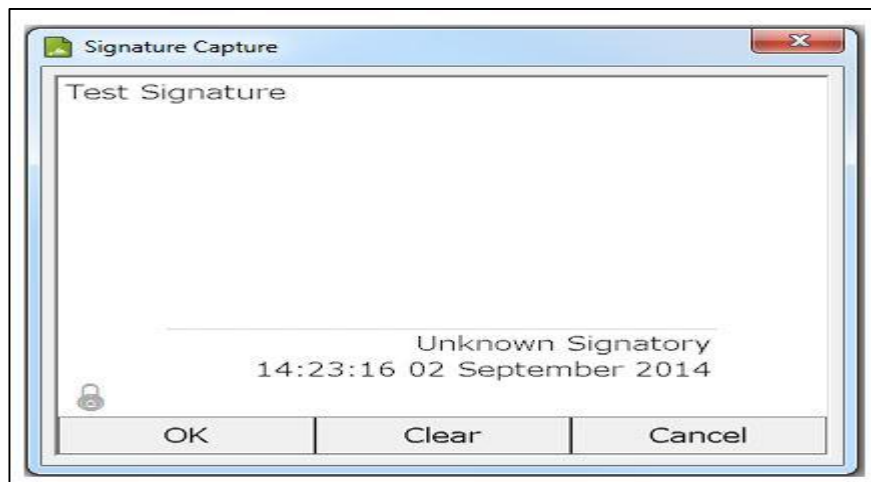 Signature Capture
Test Signature
Unknown Signatory
14:23:16 02 September 2014
OK Clear Cancel